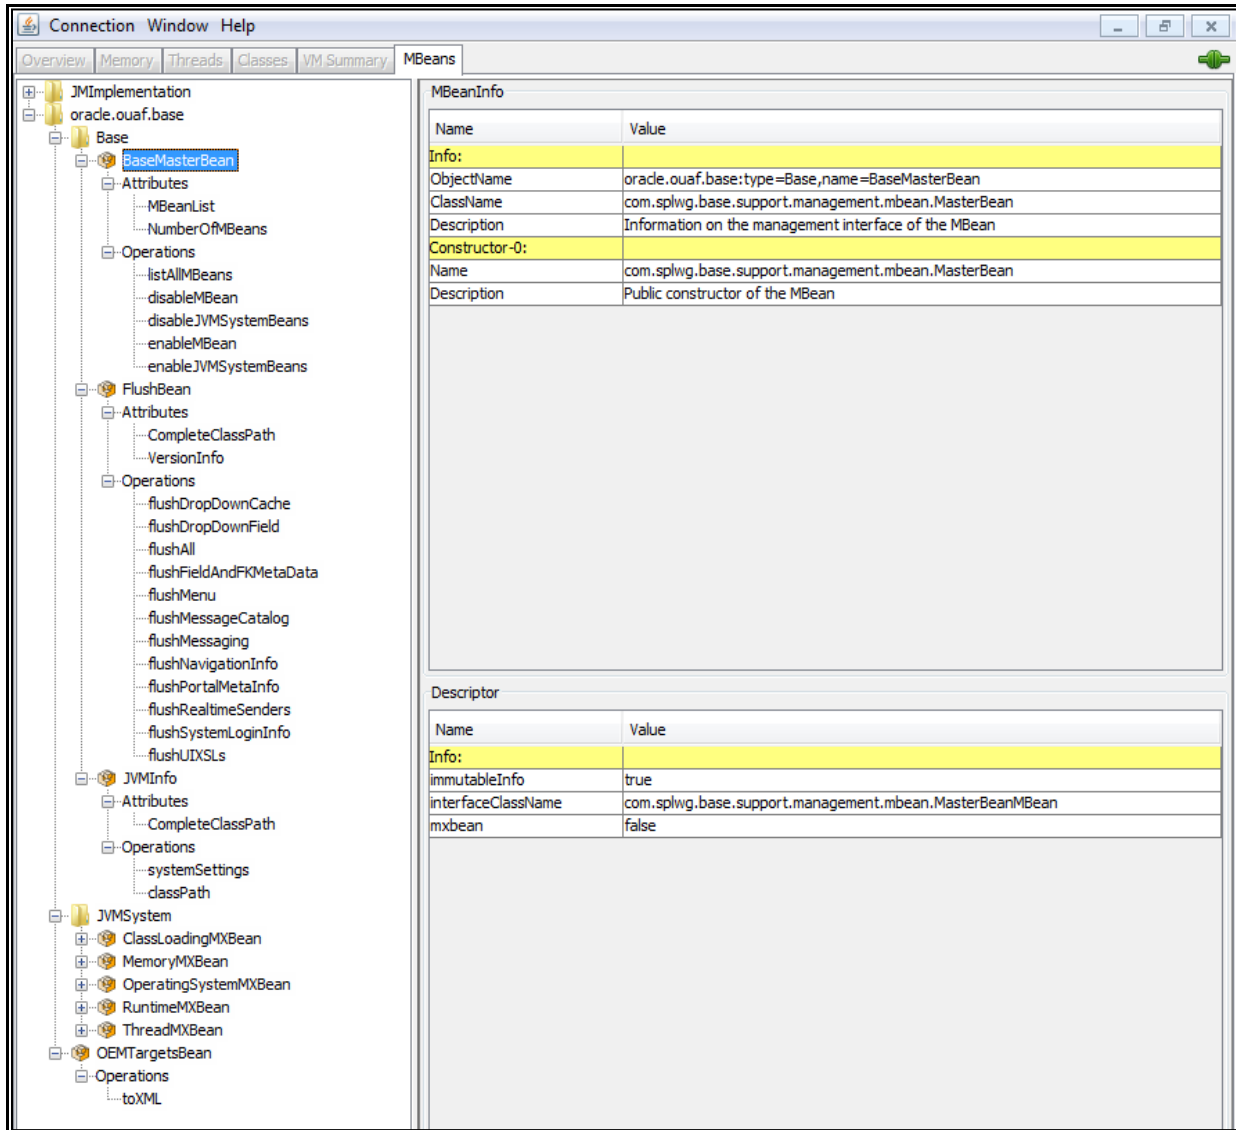 Connection Window Help
Overview Memory Threads Classes VM Summary MBeans
JMImplementation
oracle.ouaf.base
Base
BaseMasterBean
Attributes
MBeanList
NumberOfMBeans
Operations
listAllMBeans
disableMBean
disableJVMSystemBeans
enableMBean
enableJVMSystemBeans
FlushBean
Attributes
CompleteClassPath
VersionInfo
Operations
flushDropDownCache
flushDropDownField
flushAll
flushFieldAndFKMetaData
flushMenu
flushMessageCatalog
flushMessaging
flushNavigationInfo
flushPortalMetaInfo
flushRealtimeSenders
flushSystemLoginInfo
flushUIXSLs
JVMInfo
Attributes
CompleteClassPath
Operations
systemSettings
classPath
JVMSystem
ClassLoadingMXBean
MemoryMXBean
OperatingSystemMXBean
RuntimeMXBean
ThreadMXBean
OEMTargetsBean
Operations
toXML
MBeanInfo
Name Value
Info:
ObjectName oracle.ouaf.base:type=Base,name=BaseMasterBean
ClassName com.splwg.base.support.management.mbean.MasterBean
Description Information on the management interface of the MBean
Constructor-0:
Name com.splwg.base.support.management.mbean.MasterBean
Description Public constructor of the MBean
Descriptor
Name Value
Info:
immutableInfo true
interfaceClassName com.splwg.base.support.management.mbean.MasterBeanMBean
mxbean false